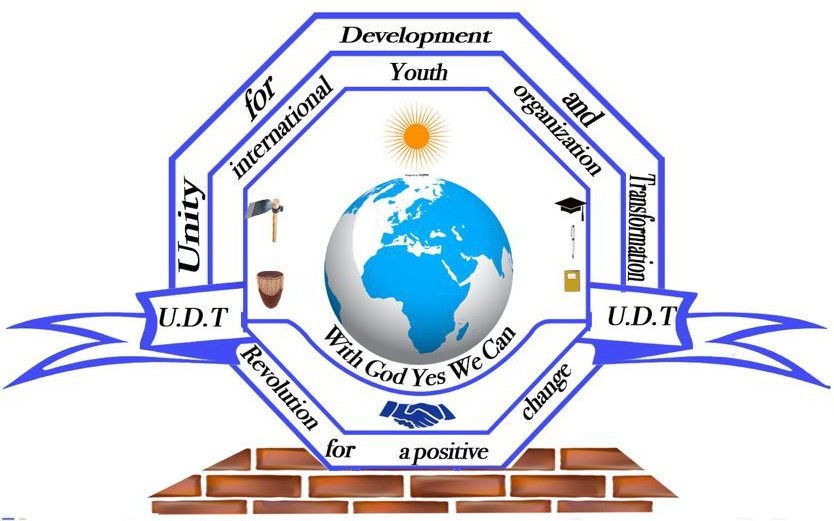 Unity for Development and Transformation
international Youth organization
U.D.T
U.D.T
With God Yes We Can
Revolution for a positive change